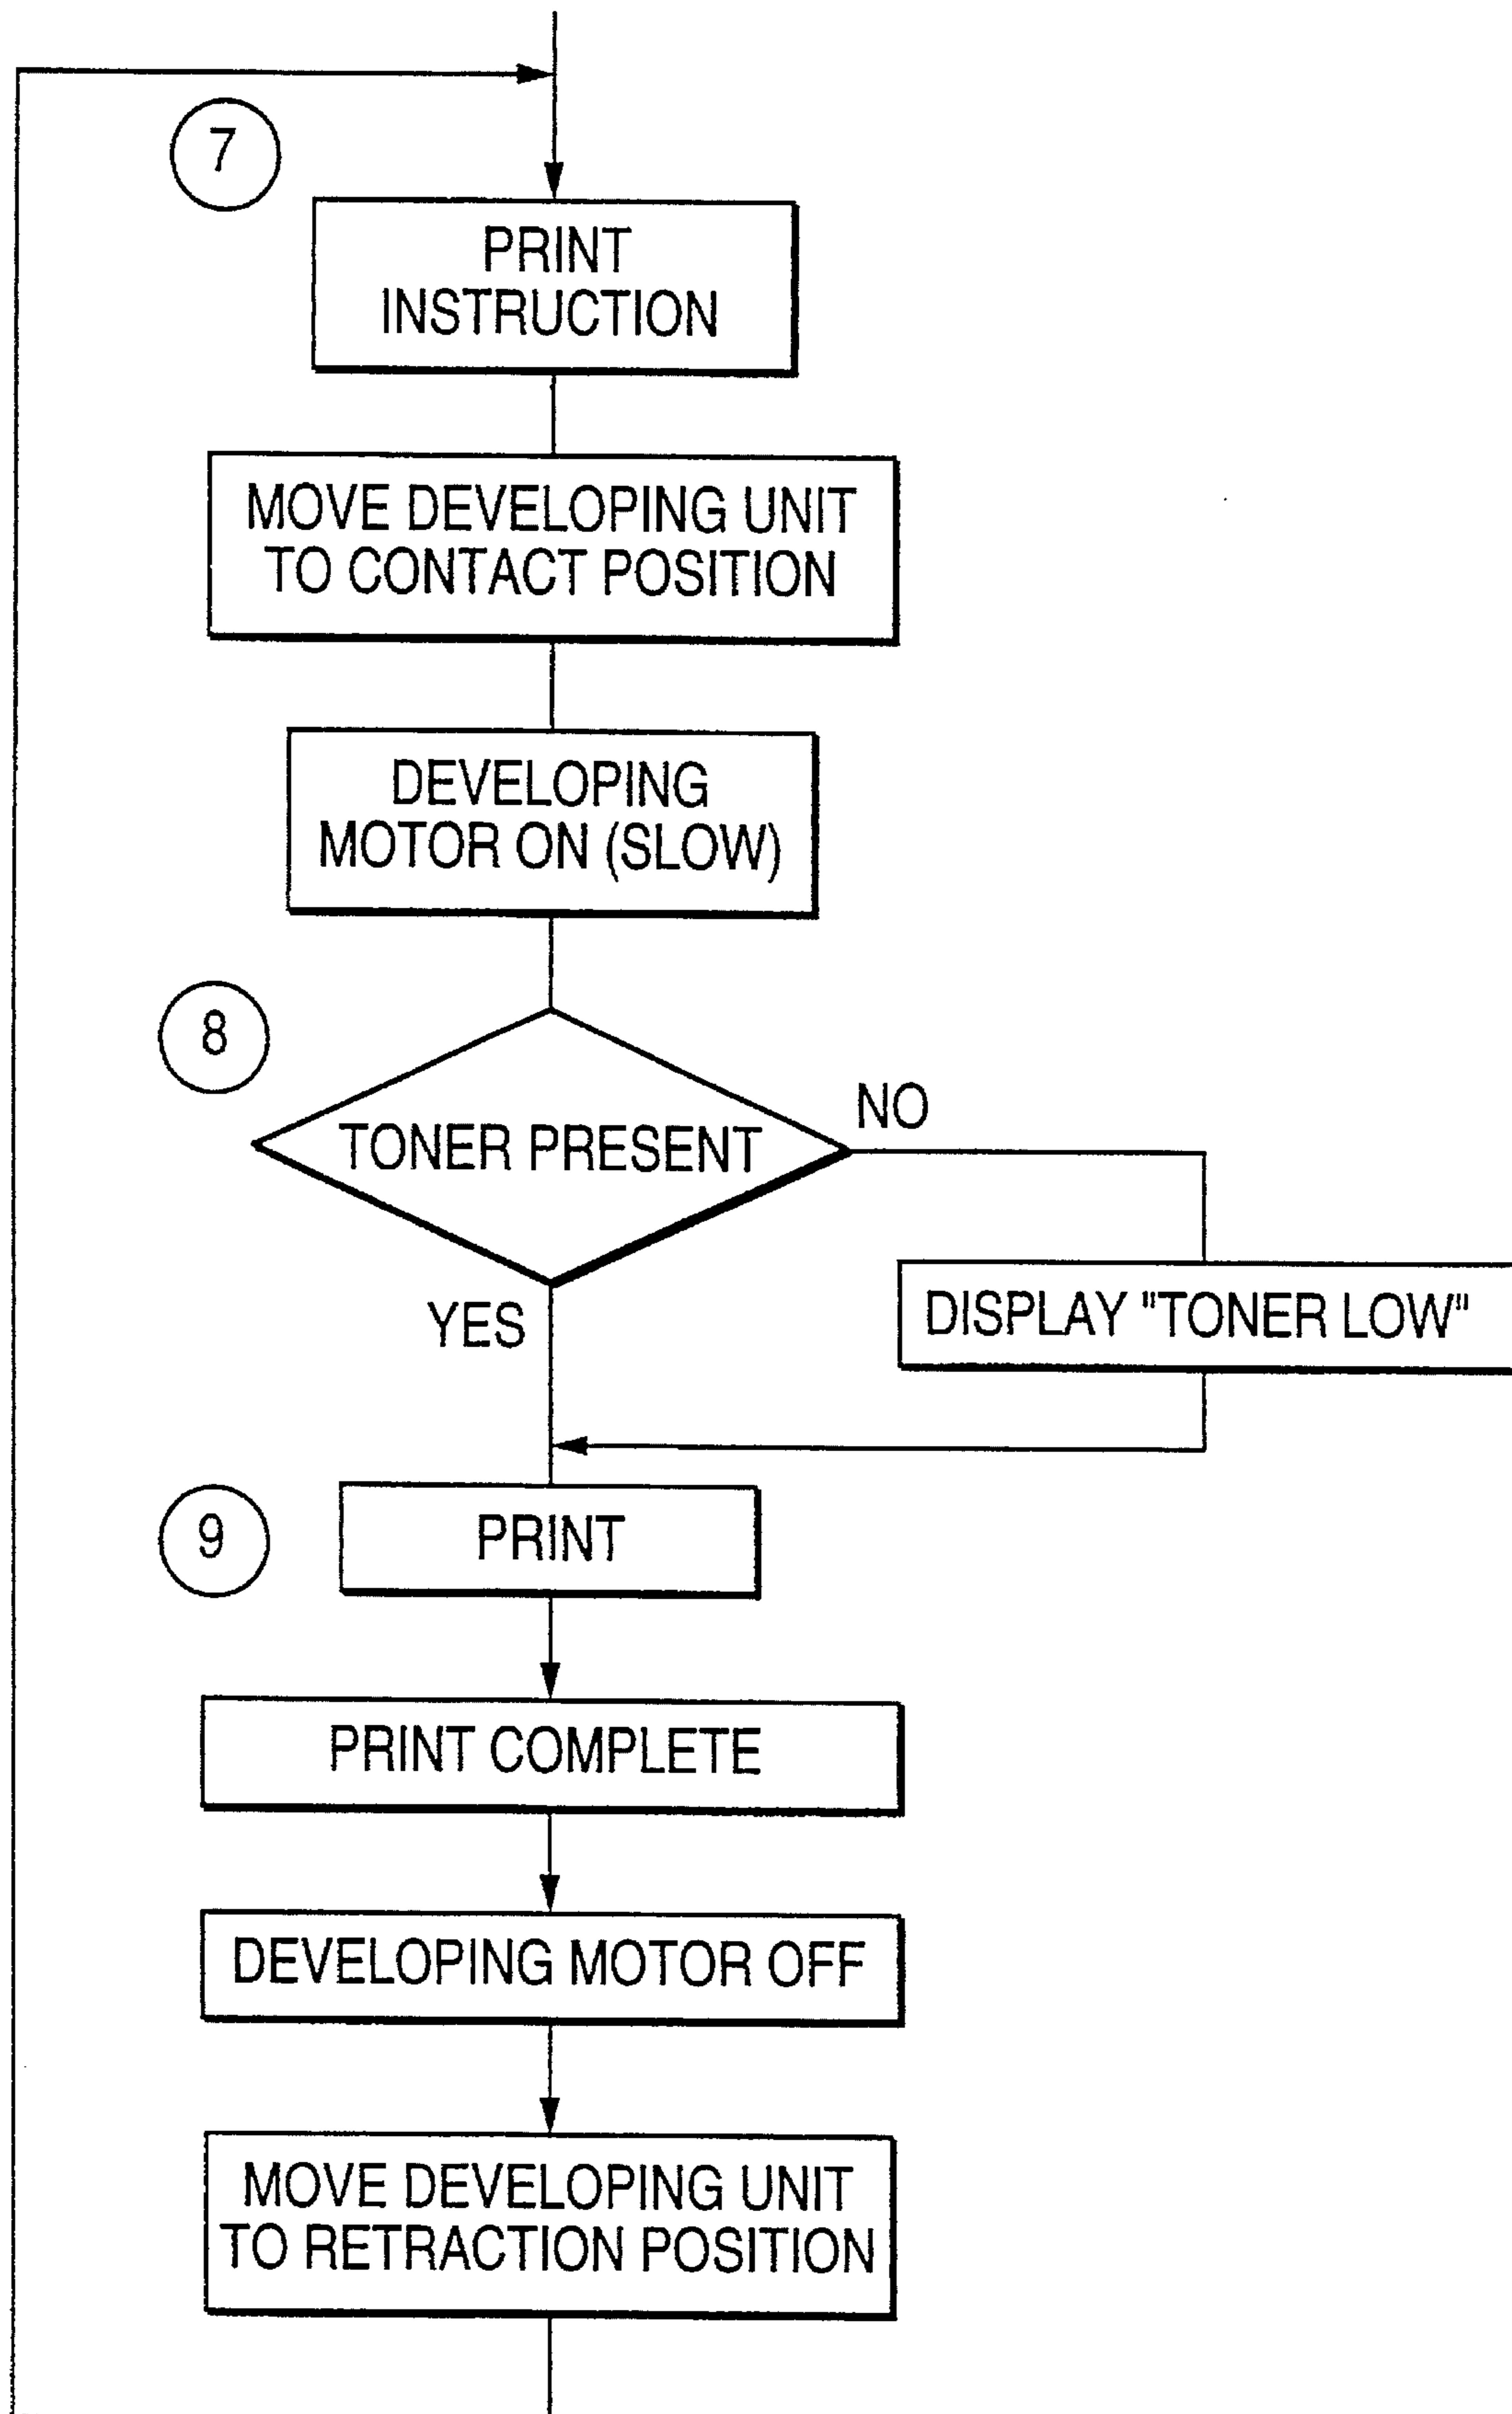 7
PRINT
INSTRUCTION
MOVE DEVELOPING UNIT
TO CONTACT POSITION
DEVELOPING
MOTOR ON (SLOW)
8
TONER PRESENT
NO
YES
DISPLAY "TONER LOW"
9
PRINT
PRINT COMPLETE
DEVELOPING MOTOR OFF
MOVE DEVELOPING UNIT
TO RETRACTION POSITION